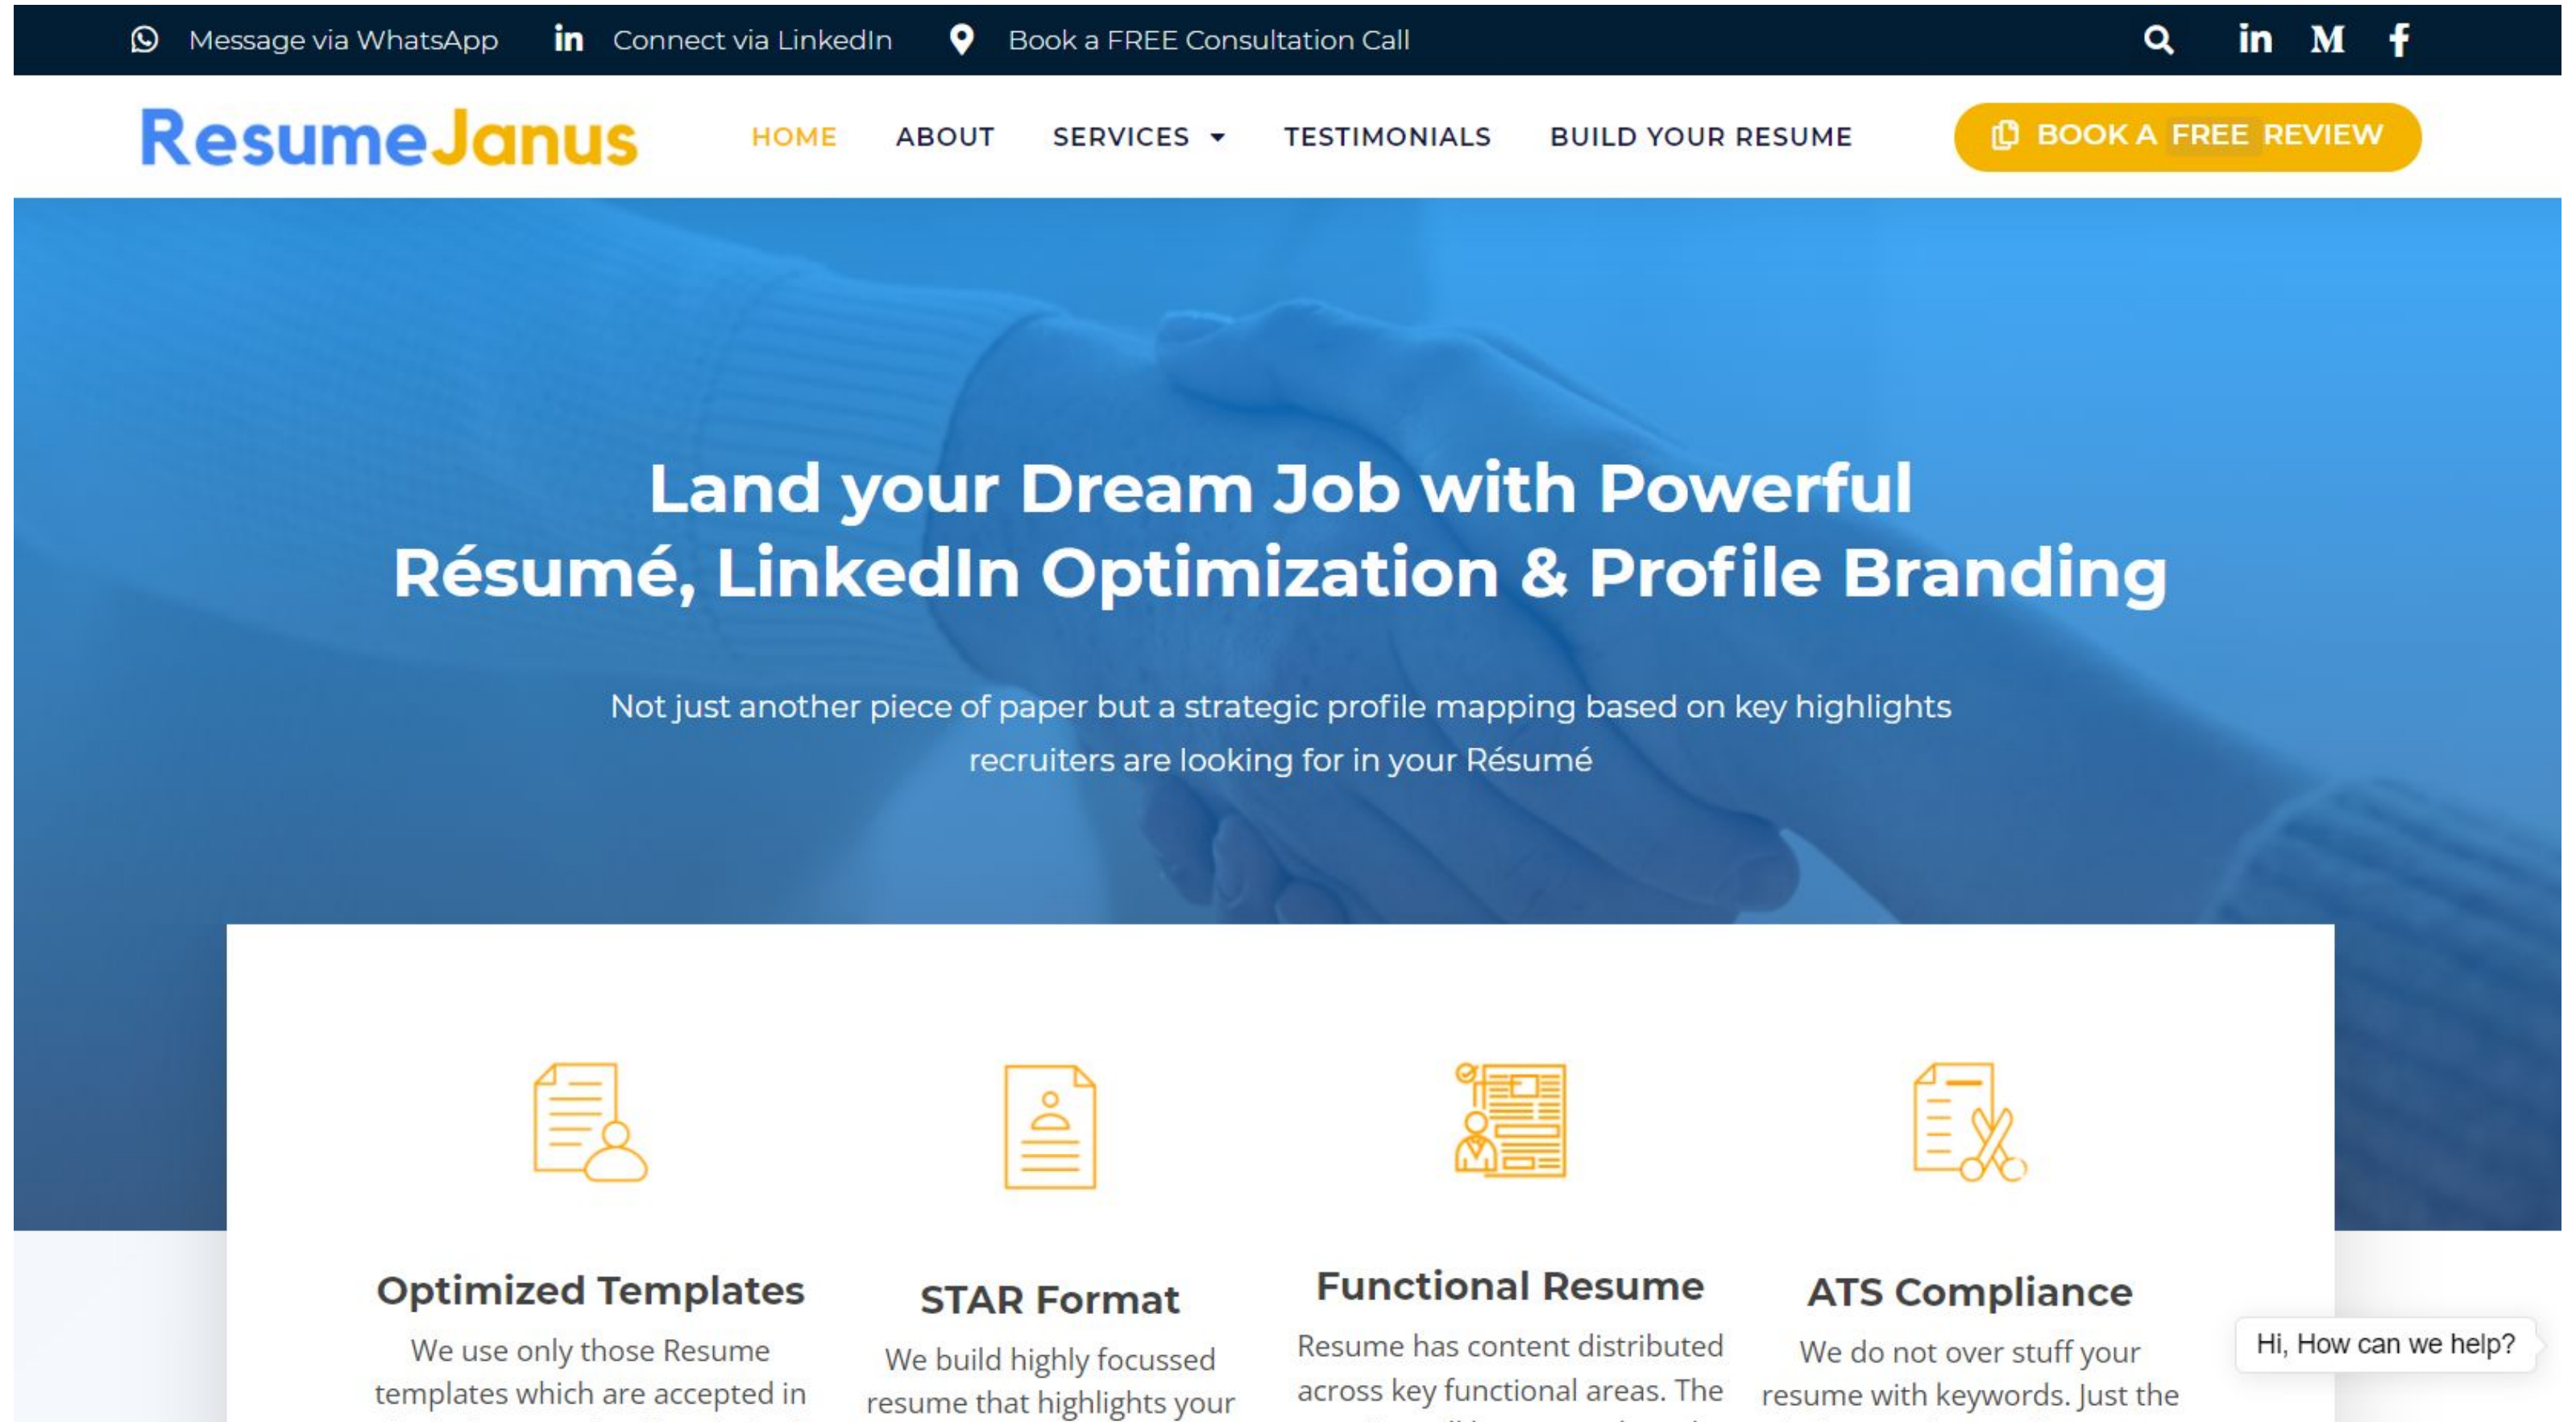 Message via WhatsApp
in Connect via LinkedIn
Book a FREE Consultation Call
in M f
ResumeJanus
HOME
ABOUT
SERVICES
TESTIMONIALS
BUILD YOUR RESUME
BOOK A FREE REVIEW
Land your Dream Job with Powerful
Résumé, LinkedIn Optimization & Profile Branding
Not just another piece of paper but a strategic profile mapping based on key highlights
recruiters are looking for in your Résumé
Optimized Templates
We use only those Resume
templates which are accepted in
STAR Format
We build highly focussed
resume that highlights your
Functional Resume
Resume has content distributed
across key functional areas. The
ATS Compliance
We do not over stuff your
resume with keywords. Just the
Hi, How can we help?